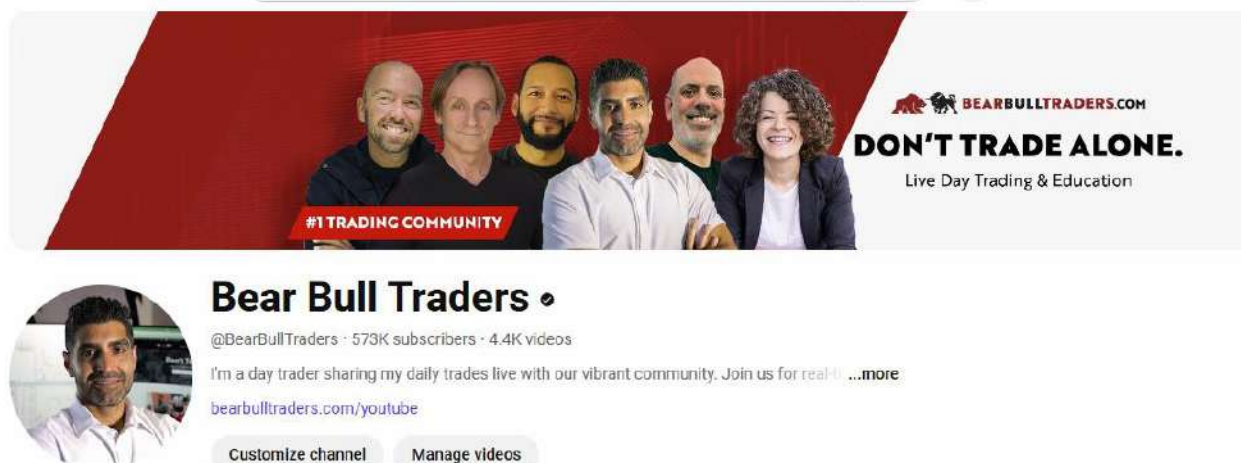 BEARBULLTRADERS.COM
DON'T TRADE ALONE.
Live Day Trading & Education
#1 TRADING COMMUNITY
Bear Bull Traders
@BearBullTraders · 573K subscribers · 4.4K videos
I'm a day trader sharing my daily trades live with our vibrant community. Join us for real-t ...more
bearbulltraders.com/youtube
Customize channel Manage videos